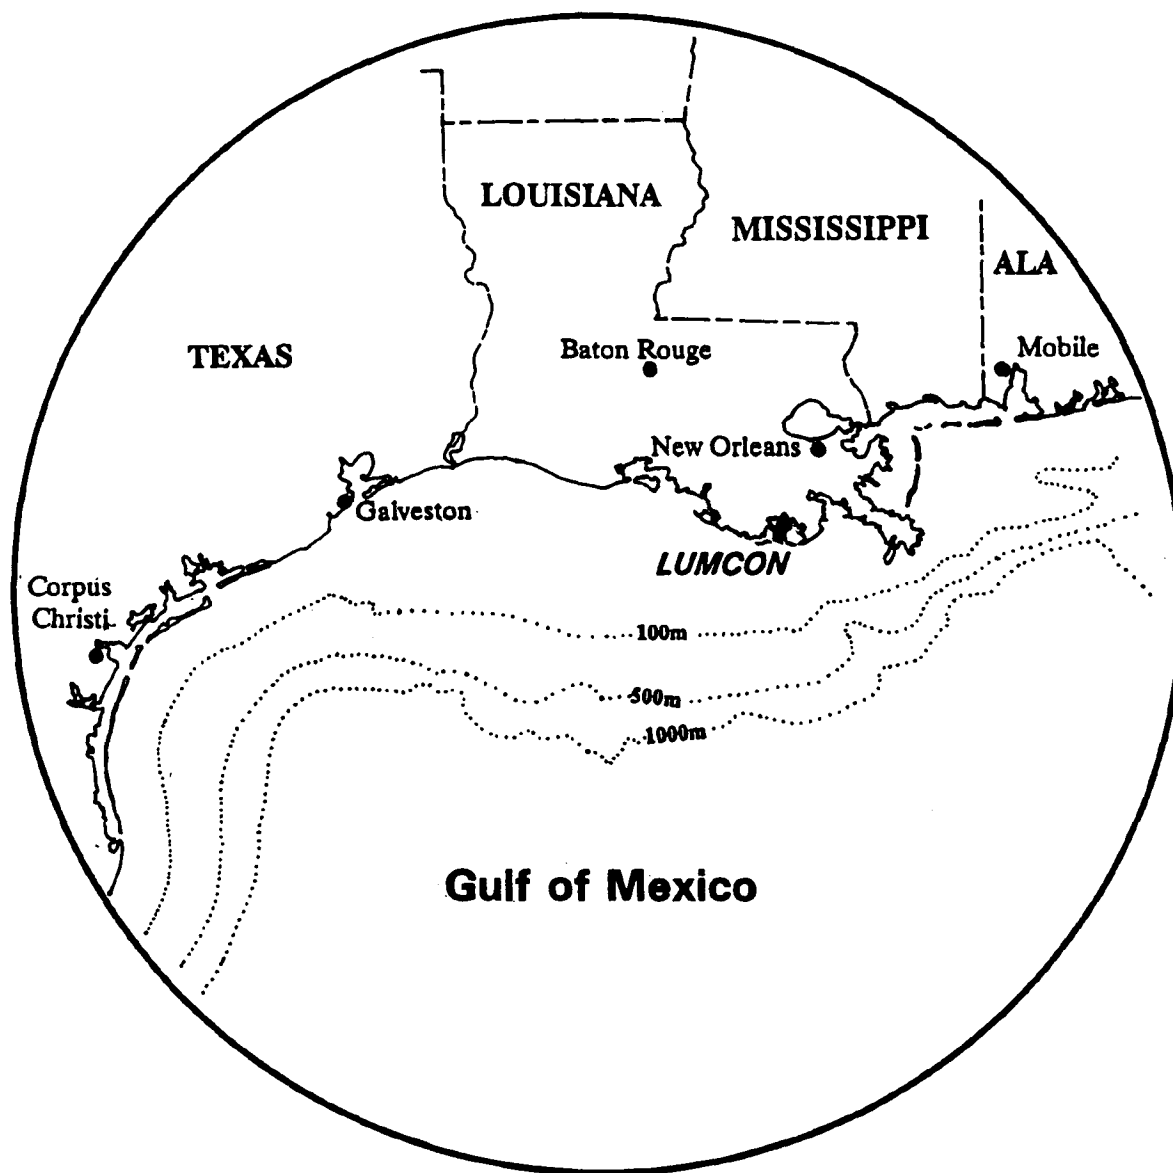 LOUISIANA
MISSISSIPPI
ALA
TEXAS
Baton Rouge
Mobile
New Orleans
Galveston
LUMCON
Corpus
Christi
100m
500m
1000m
Gulf of Mexico